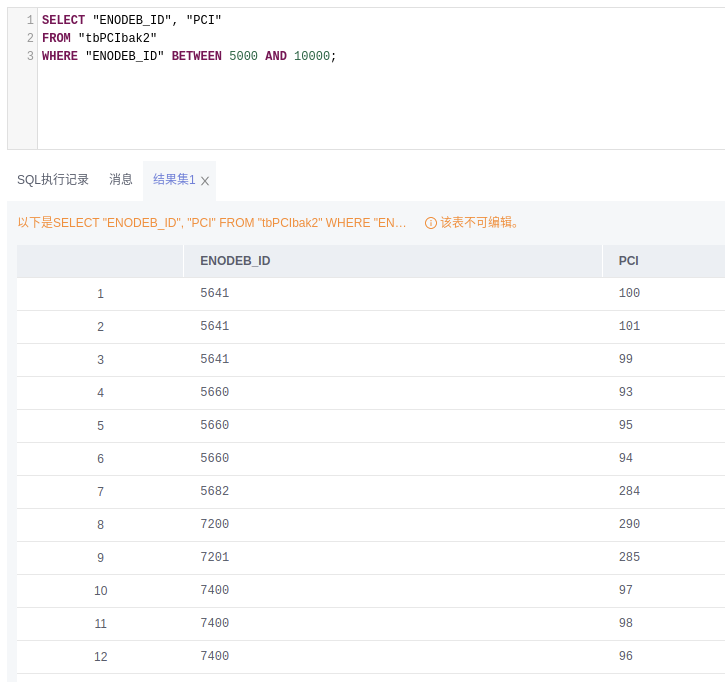 1 SELECT "ENODEB_ID", "PCI"
2 FROM "tbPCIbak2"
3 WHERE "ENODEB_ID" BETWEEN 5000 AND 10000;
SQL执行记录 消息 结果集1
以下是SELECT "ENODEB_ID", "PCI" FROM "tbPCIbak2" WHERE "EN... 该表不可编辑。
ENODEB_ID PCI
1 5641 100
2 5641 101
3 5641 99
4 5660 93
5 5660 95
6 5660 94
7 5682 284
8 7200 290
9 7201 285
10 7400 97
11 7400 98
12 7400 96